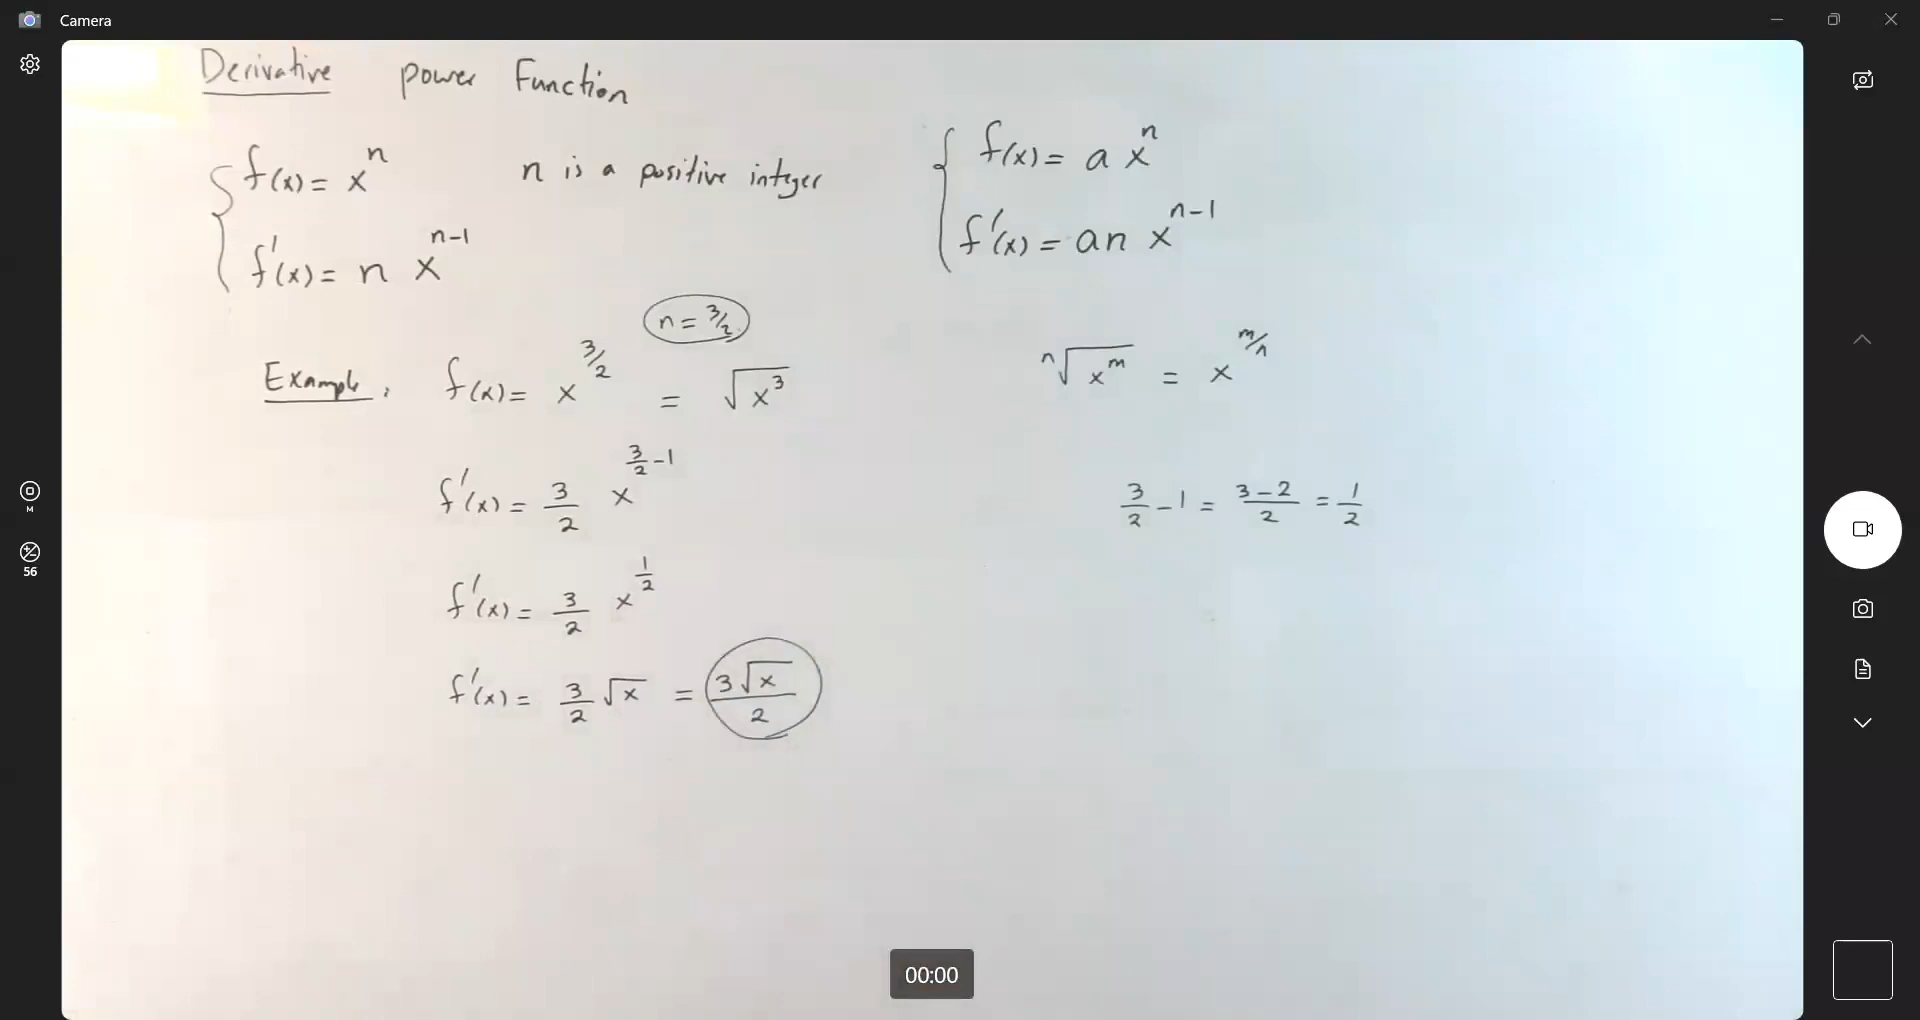 Camera
Derivative power Function
f(x) = x^n n is a positive integer
f'(x) = n x^(n-1)
f(x) = a x^n
f'(x) = an x^(n-1)
n = 3/2
Example: f(x) = x^(3/2) = √(x^3)
ⁿ√(x^m) = x^(m/n)
f'(x) = 3/2 x^(3/2 - 1)
3/2 - 1 = (3-2)/2 = 1/2
f'(x) = 3/2 x^(1/2)
f'(x) = 3/2 √x = (3√x)/2
M
56
00:00